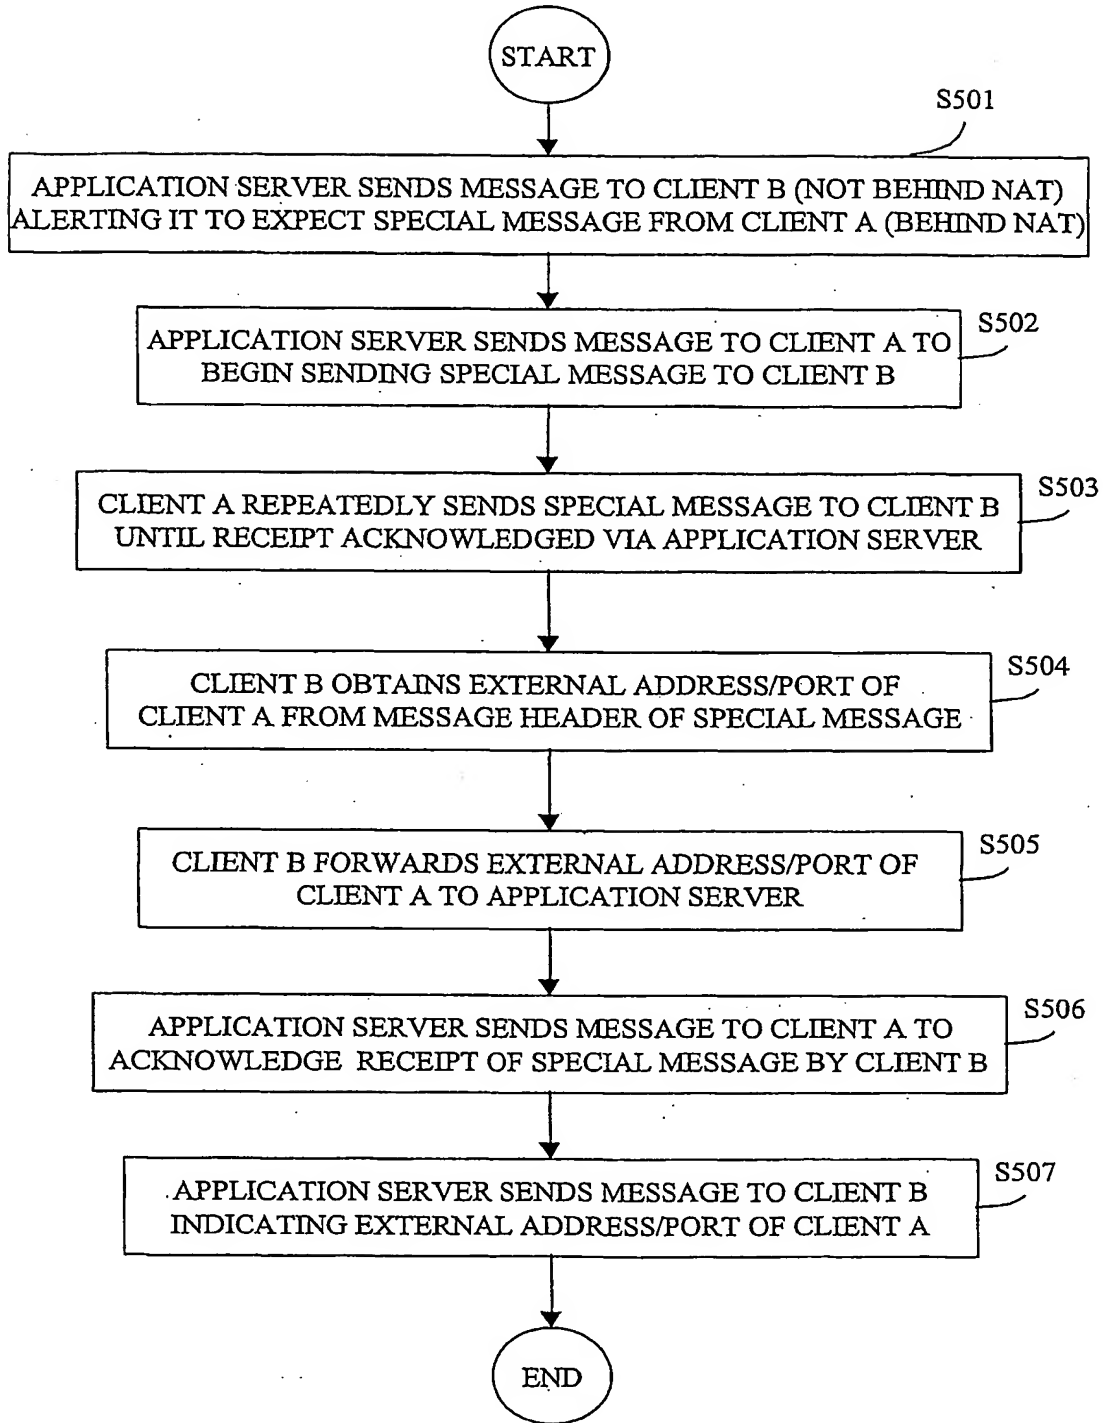 START
S501
APPLICATION SERVER SENDS MESSAGE TO CLIENT B (NOT BEHIND NAT)
ALERTING IT TO EXPECT SPECIAL MESSAGE FROM CLIENT A (BEHIND NAT)
S502
APPLICATION SERVER SENDS MESSAGE TO CLIENT A TO
BEGIN SENDING SPECIAL MESSAGE TO CLIENT B
S503
CLIENT A REPEATEDLY SENDS SPECIAL MESSAGE TO CLIENT B
UNTIL RECEIPT ACKNOWLEDGED VIA APPLICATION SERVER
S504
CLIENT B OBTAINS EXTERNAL ADDRESS/PORT OF
CLIENT A FROM MESSAGE HEADER OF SPECIAL MESSAGE
S505
CLIENT B FORWARDS EXTERNAL ADDRESS/PORT OF
CLIENT A TO APPLICATION SERVER
S506
APPLICATION SERVER SENDS MESSAGE TO CLIENT A TO
ACKNOWLEDGE RECEIPT OF SPECIAL MESSAGE BY CLIENT B
S507
APPLICATION SERVER SENDS MESSAGE TO CLIENT B
INDICATING EXTERNAL ADDRESS/PORT OF CLIENT A
END